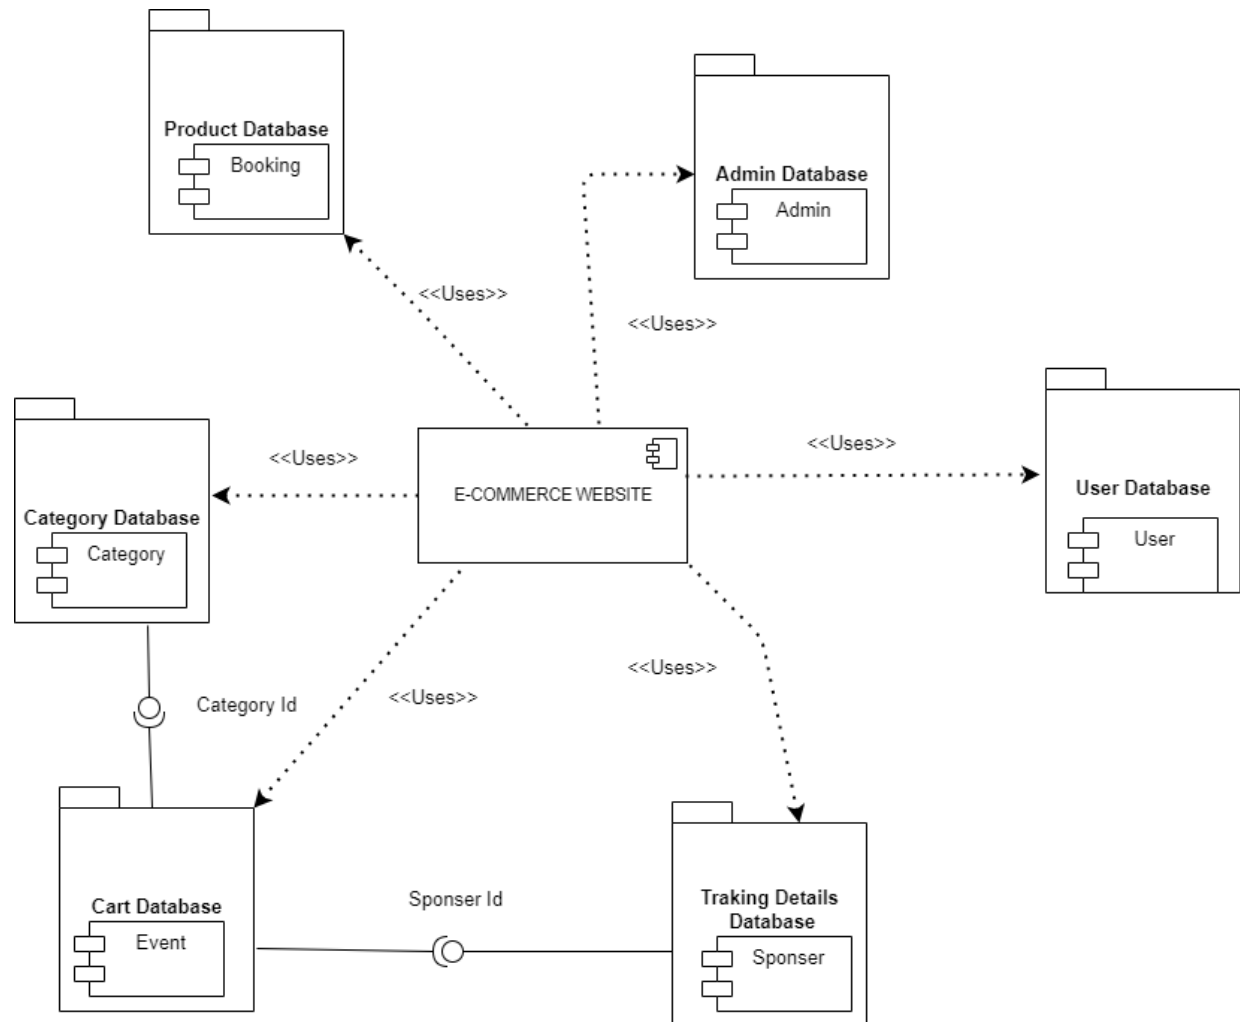 Product Database
Booking
Admin Database
Admin
<<Uses>>
<<Uses>>
<<Uses>>
<<Uses>>
E-COMMERCE WEBSITE
User Database
User
Category Database
Category
<<Uses>>
<<Uses>>
Category Id
Sponser Id
Cart Database
Event
Traking Details
Database
Sponser